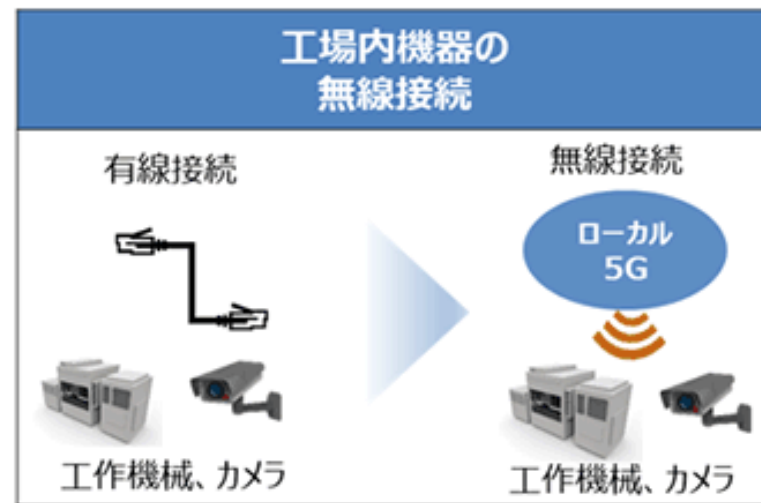 工場内機器の
無線接続
有線接続
無線接続
ローカル
5G
工作機械、カメラ
工作機械、カメラ